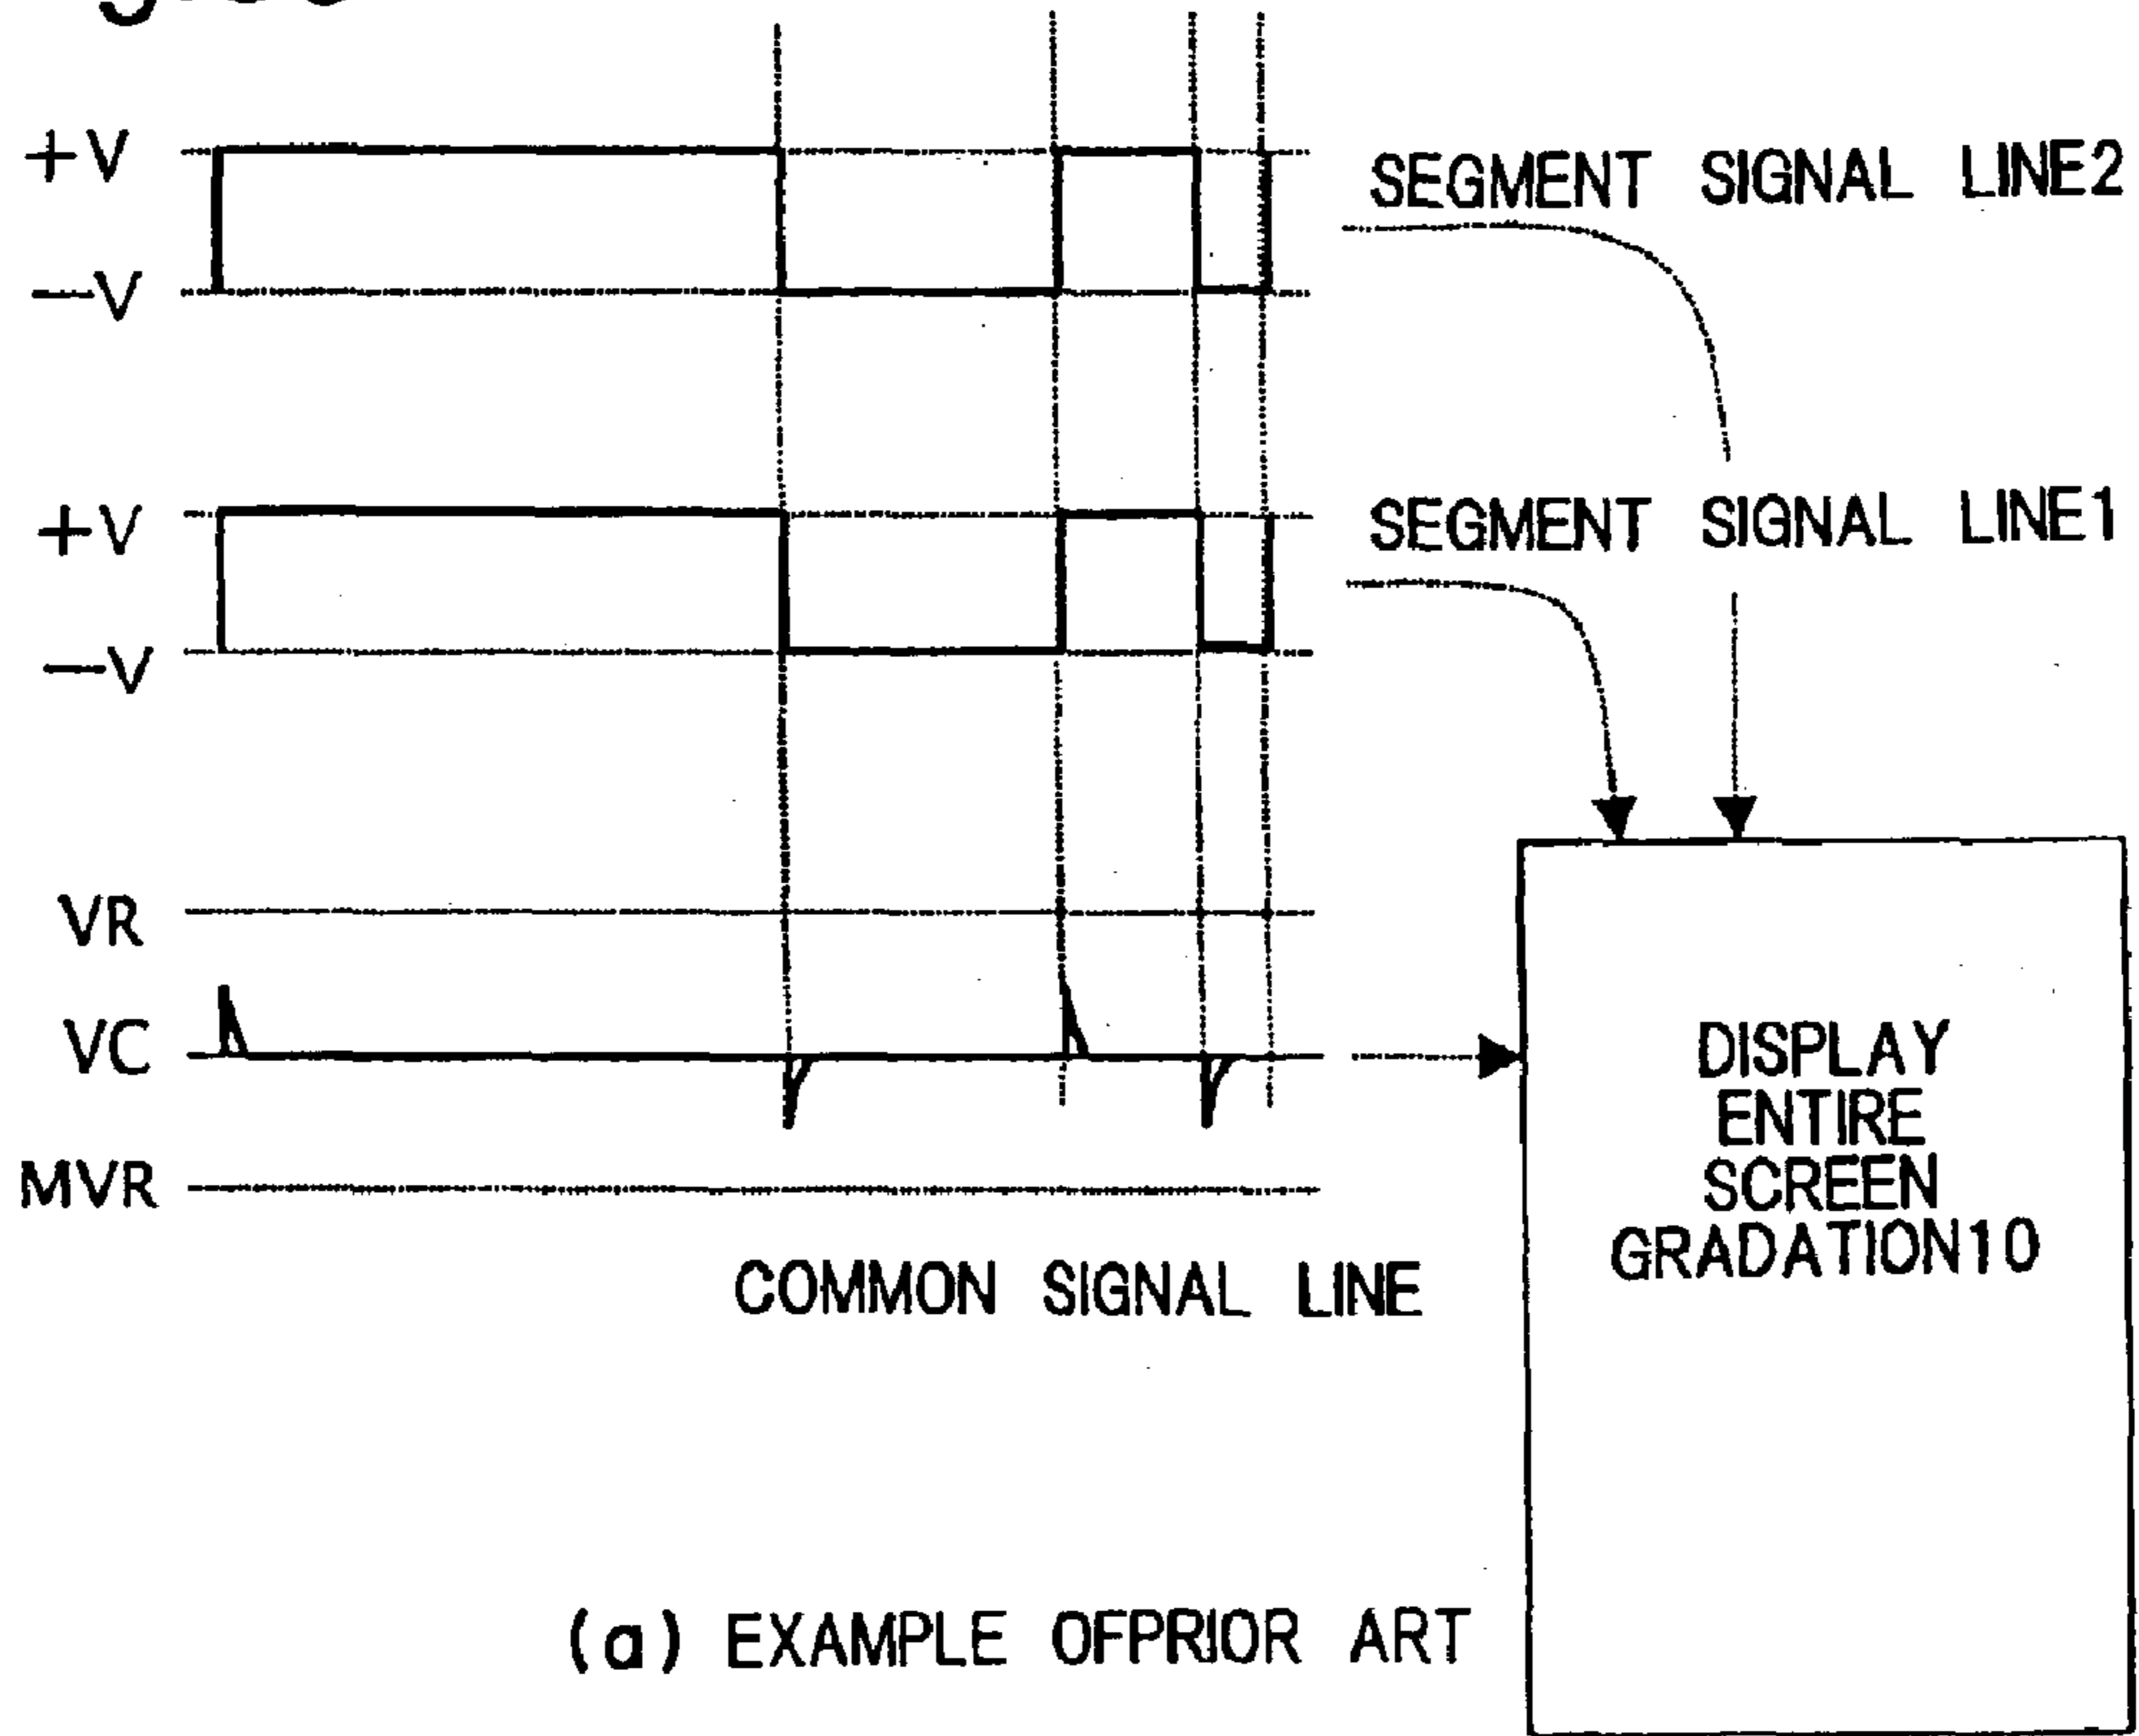 +V
-V
SEGMENT SIGNAL LINE2
+V
-V
SEGMENT SIGNAL LINE1
VR
VC
MVR
COMMON SIGNAL LINE
DISPLAY
ENTIRE
SCREEN
GRADATION10
(a) EXAMPLE OFPRIOR ART